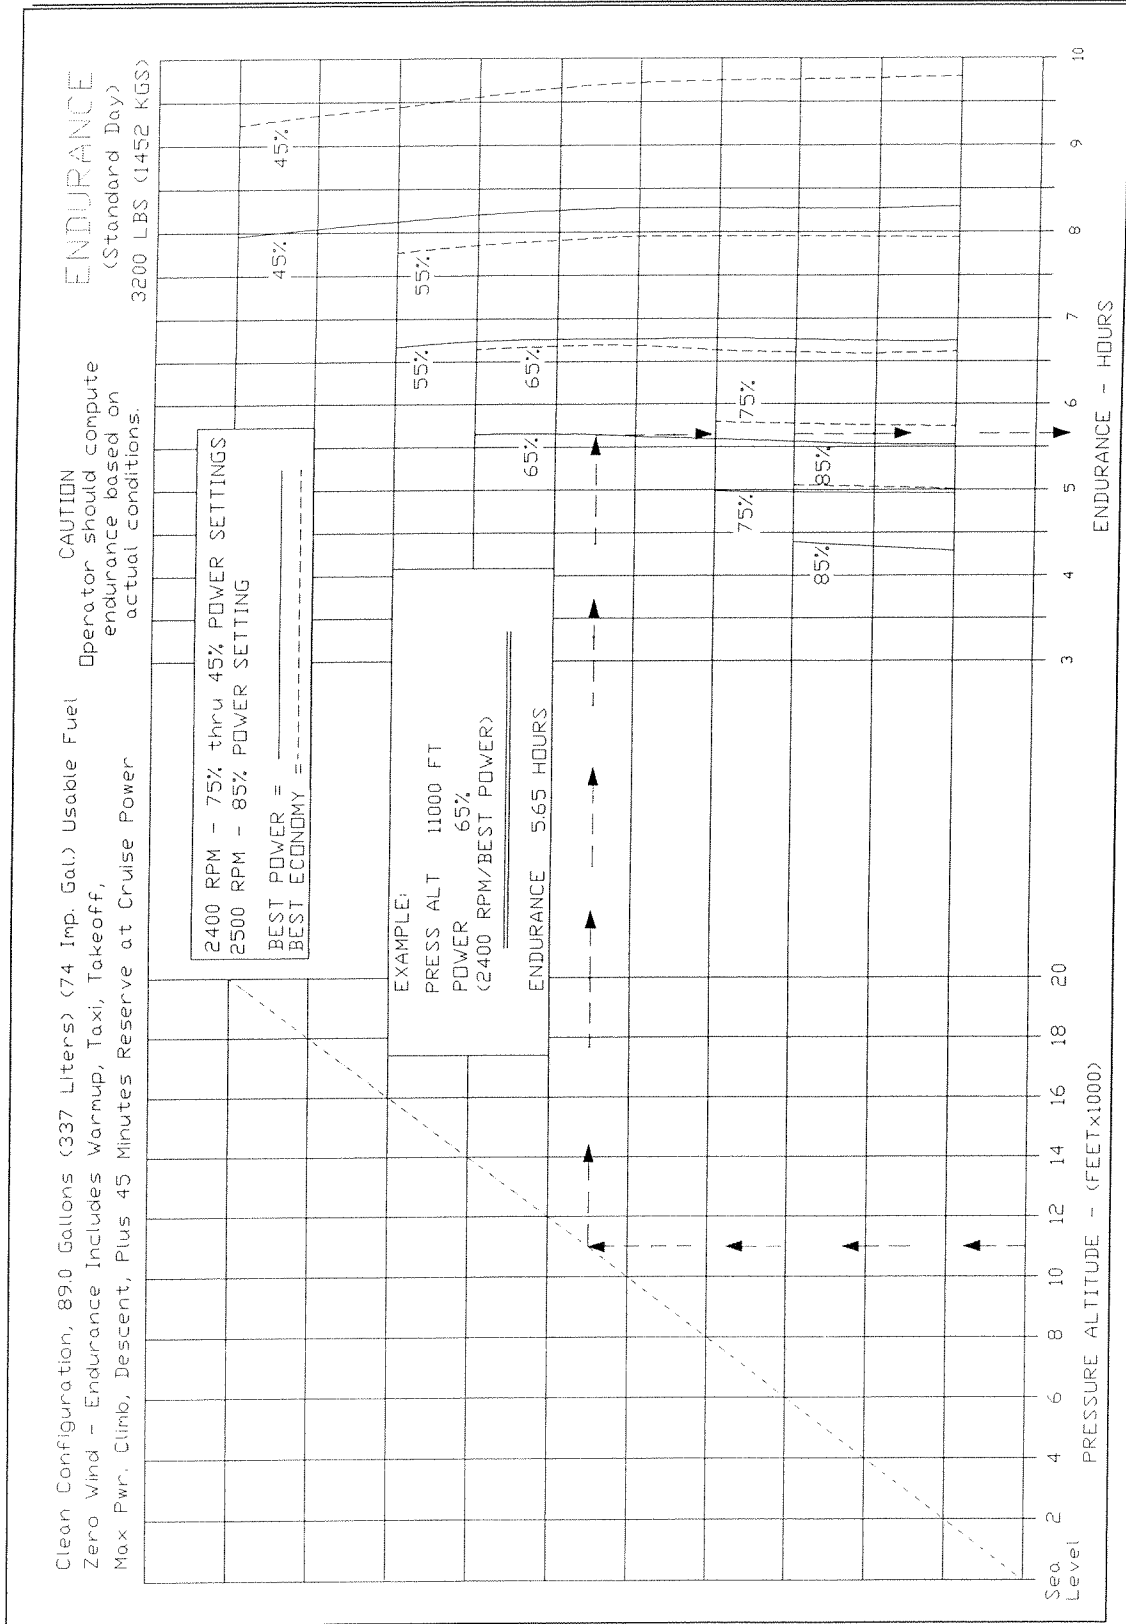 ENDURANCE
(Standard Day)
3200 LBS (1452 KGS)
Clean Configuration, 89.0 Gallons (337 Liters) (74 Imp. Gal.) Usable Fuel
Zero Wind - Endurance Includes Warmup, Taxi, Takeoff,
Max Pwr. Climb, Descent, Plus 45 Minutes Reserve at Cruise Power
CAUTION
Operator should compute
endurance based on
actual conditions.
2400 RPM - 75% thru 45% POWER SETTINGS
2500 RPM - 85% POWER SETTING
BEST POWER =
BEST ECONOMY =
EXAMPLE:
PRESS ALT 11000 FT
POWER 65%
(2400 RPM/BEST POWER)
ENDURANCE 5.65 HOURS
45%
45%
55%
55%
65%
65%
75%
75%
85%
85%
Sea
Level
2 4 6 8 10 12 14 16 18 20
PRESSURE ALTITUDE - (FEETx1000)
3 4 5 6 7 8 9 10
ENDURANCE - HOURS